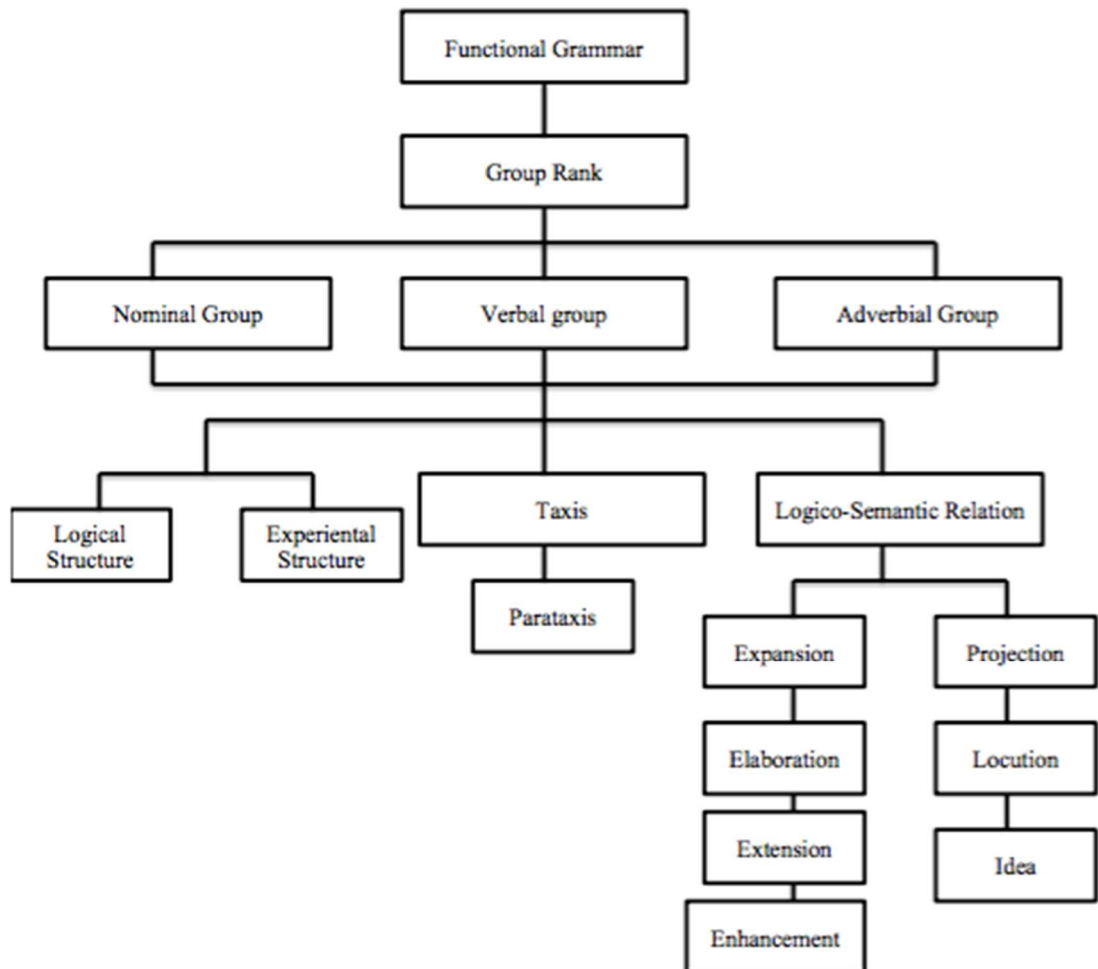 Functional Grammar
Group Rank
Nominal Group
Verbal group
Adverbial Group
Logical
Structure
Experiental
Structure
Taxis
Logico-Semantic Relation
Parataxis
Expansion
Projection
Elaboration
Locution
Extension
Idea
Enhancement